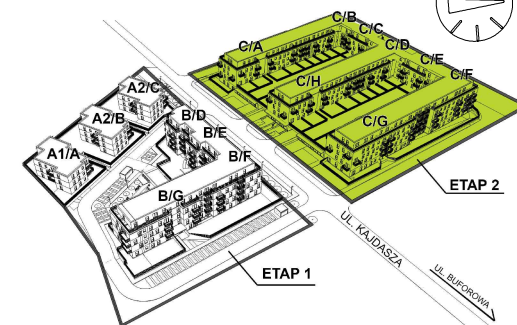 C/B
C/C
C/A
C/D
C/E
C/H
C/F
A2/C
A2/B
B/D
C/G
B/E
A1/A
B/F
B/G
ETAP 2
UL. KAJDASZA
ETAP 1
UL. BUFOROWA